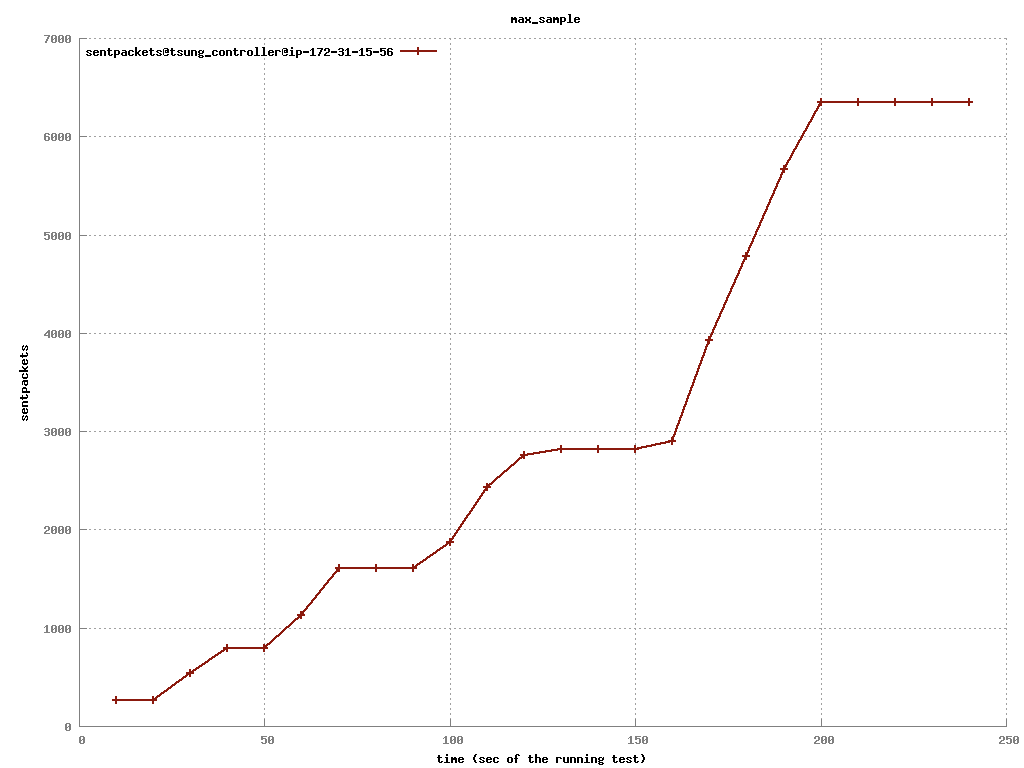 max_sample
7000
sentpackets@tsung_controller@ip-172-31-15-56
6000
5000
4000
sentpackets
3000
2000
1000
0
0 50 100 150 200 250
time (sec of the running test)